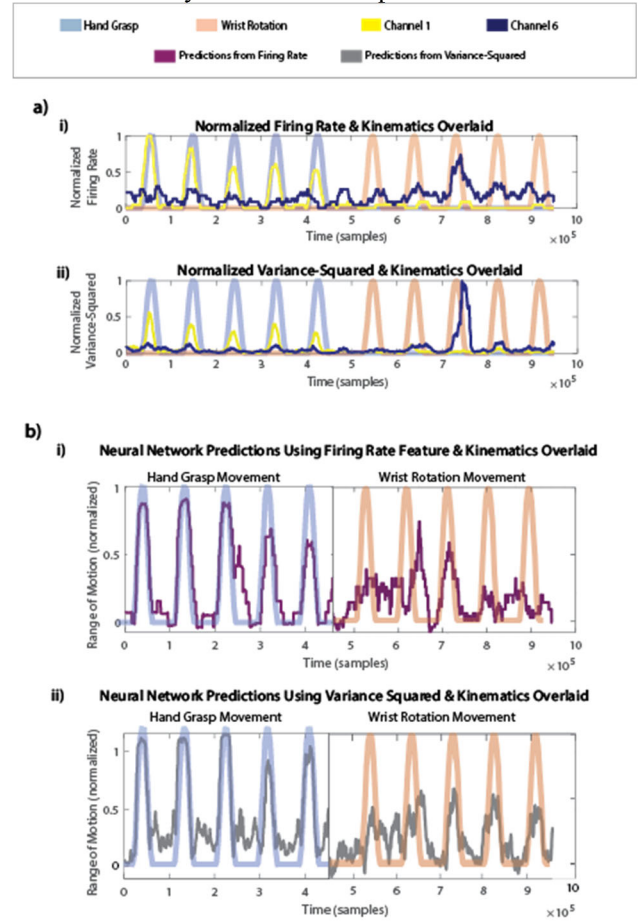 Hand Grasp Wrist Rotation Channel 1 Channel 6
Predictions from Firing Rate Predictions from Variance-Squared
a)
i) Normalized Firing Rate & Kinematics Overlaid
Normalized
Firing Rate
1
0.5
0
0 1 2 3 4 5 6 7 8 9 10
Time (samples)
×10⁵
ii) Normalized Variance-Squared & Kinematics Overlaid
Normalized
Variance-Squared
1
0.5
0
0 1 2 3 4 5 6 7 8 9 10
Time (samples)
×10⁵
b)
i) Neural Network Predictions Using Firing Rate Feature & Kinematics Overlaid
Hand Grasp Movement Wrist Rotation Movement
Range of Motion (normalized)
1
0.5
0
0 1 2 3 4 5 6 7 8 9 10
Time (samples)
×10⁵
ii) Neural Network Predictions Using Variance Squared & Kinematics Overlaid
Hand Grasp Movement Wrist Rotation Movement
Range of Motion (normalized)
1
0.5
0
0 1 2 3 4 5 6 7 8 9 10
Time (samples)
×10⁵